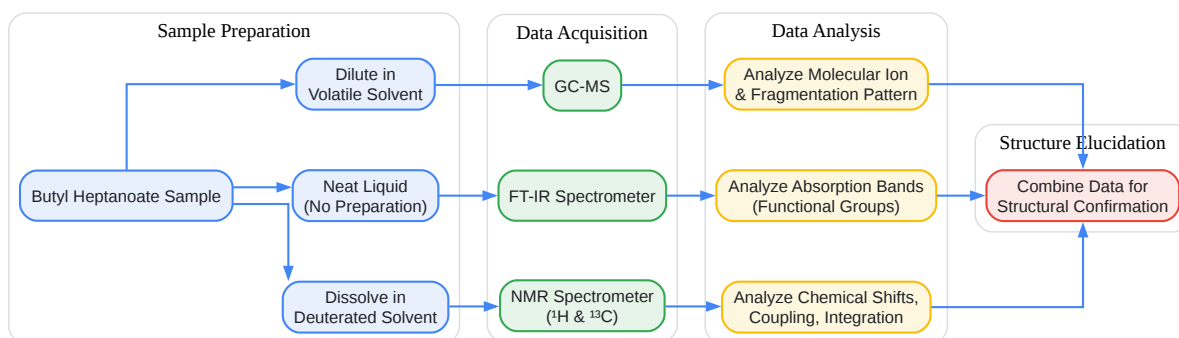 Sample Preparation
Data Acquisition
Data Analysis
Dilute in
Volatile Solvent
GC-MS
Analyze Molecular Ion
& Fragmentation Pattern
Structure Elucidation
Butyl Heptanoate Sample
Neat Liquid
(No Preparation)
FT-IR Spectrometer
Analyze Absorption Bands
(Functional Groups)
Combine Data for
Structural Confirmation
Dissolve in
Deuterated Solvent
NMR Spectrometer
(¹H & ¹³C)
Analyze Chemical Shifts,
Coupling, Integration